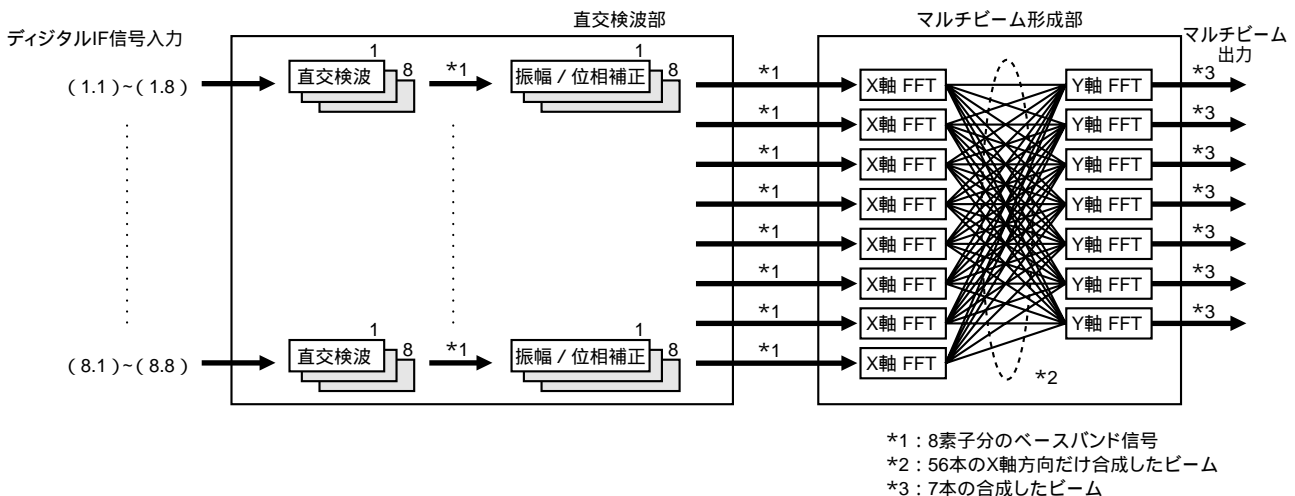 直交検波部
マルチビーム形成部
ディジタルIF信号入力
マルチビーム
出力
(1.1)~(1.8)
1
直交検波
8
*1
1
振幅/位相補正
8
*1
X軸 FFT
Y軸 FFT
*3
*1
X軸 FFT
Y軸 FFT
*3
*1
X軸 FFT
Y軸 FFT
*3
*1
X軸 FFT
Y軸 FFT
*3
*1
X軸 FFT
Y軸 FFT
*3
*1
X軸 FFT
Y軸 FFT
*3
*1
X軸 FFT
Y軸 FFT
*3
(8.1)~(8.8)
1
直交検波
8
*1
1
振幅/位相補正
8
*1
X軸 FFT
*2
*1:8素子分のベースバンド信号
*2:56本のX軸方向だけ合成したビーム
*3:7本の合成したビーム